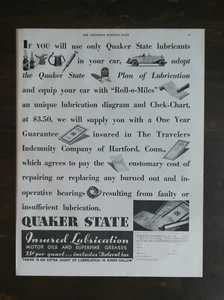 THE SATURDAY EVENING POST
IF YOU will use only Quaker State lubricants
in your car, adopt
the Quaker State Plan of Lubrication
and equip your car with "Roll-o-Miles"
an unique lubrication diagram and Chek-Chart,
at $3.50, we will supply you with a One Year
Guarantee insured in The Travelers
Indemnity Company of Hartford, Conn.,
which agrees to pay the customary cost of
repairing or replacing any burned out and in-
operative bearings resulting from faulty or
insufficient lubrication.
QUAKER STATE
Insured Lubrication
MOTOR OILS AND SUPERFINE GREASES
35¢ per quart... includes Federal tax
"THERE IS AN EXTRA QUART OF LUBRICATION IN EVERY GALLON"